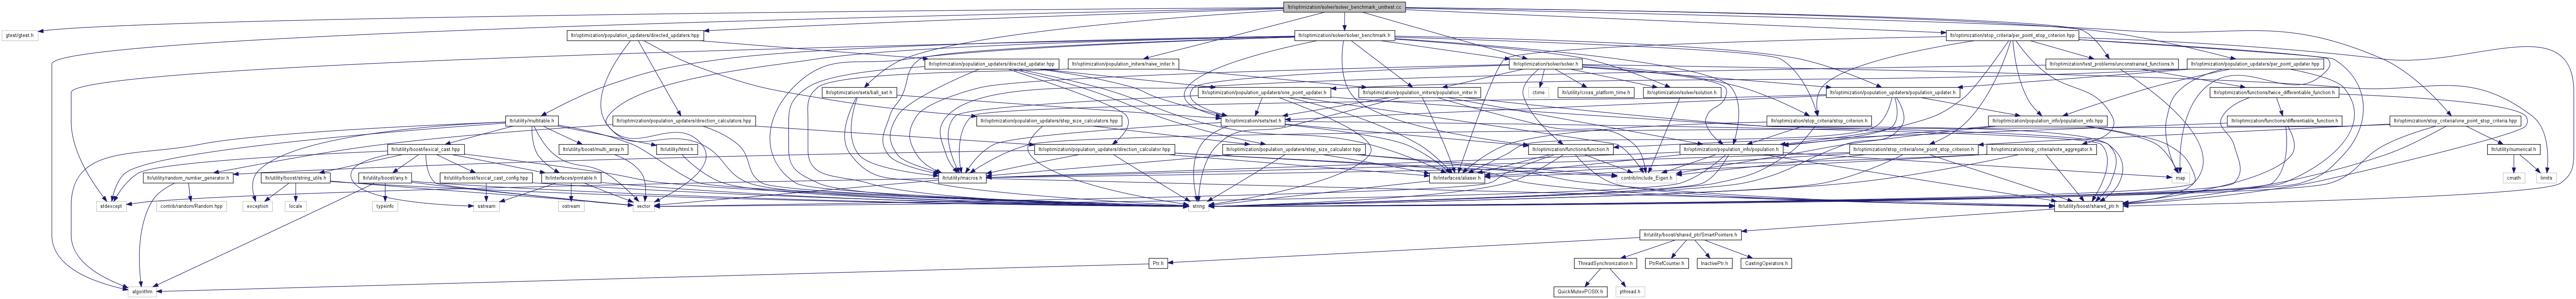 ltr/optimization/solver/solver_benchmark_unittest.cc
gtest/gtest.h
ltr/optimization/population_updaters/directed_updaters.hpp
ltr/optimization/solver/solver_benchmark.h
ltr/optimization/stop_criteria/per_point_stop_criterion.hpp
ltr/optimization/population_updaters/directed_updater.hpp
ltr/optimization/population_initers/naive_initer.h
ltr/optimization/solver/solver.h
ltr/optimization/test_problems/unconstrained_functions.h
ltr/optimization/population_updaters/per_point_updater.hpp
ltr/optimization/sets/ball_set.h
ltr/optimization/population_updaters/one_point_updater.h
ltr/optimization/population_initers/population_initer.h
ctime
ltr/utility/cross_platform_time.h
ltr/optimization/solver/solution.h
ltr/optimization/population_updaters/population_updater.h
ltr/optimization/functions/twice_differentiable_function.h
ltr/utility/multitable.h
ltr/optimization/population_updaters/direction_calculators.hpp
ltr/optimization/population_updaters/step_size_calculators.hpp
ltr/optimization/sets/set.h
ltr/optimization/stop_criteria/stop_criterion.h
ltr/optimization/population_info/population_info.hpp
ltr/optimization/functions/differentiable_function.h
ltr/optimization/stop_criteria/one_point_stop_criteria.hpp
ltr/utility/boost/lexical_cast.hpp
ltr/utility/boost/multi_array.h
ltr/utility/html.h
ltr/optimization/population_updaters/direction_calculator.hpp
ltr/optimization/population_updaters/step_size_calculator.hpp
ltr/optimization/functions/function.h
ltr/optimization/population_info/population.h
ltr/optimization/stop_criteria/one_point_stop_criterion.h
ltr/optimization/stop_criteria/vote_aggregator.h
ltr/utility/numerical.h
ltr/utility/random_number_generator.h
ltr/utility/boost/string_utils.h
ltr/utility/boost/any.h
ltr/utility/boost/lexical_cast_config.hpp
ltr/interfaces/printable.h
ltr/utility/macros.h
contrib/include_Eigen.h
ltr/interfaces/aliaser.h
map
cmath
limits
stdexcept
contrib/random/Random.hpp
exception
locale
typeinfo
sstream
ostream
vector
string
ltr/utility/boost/shared_ptr.h
ltr/utility/boost/shared_ptr/SmartPointers.h
Ptr.h
ThreadSynchronization.h
PtrRefCounter.h
InactivePtr.h
CastingOperators.h
algorithm
QuickMutexPOSIX.h
pthread.h